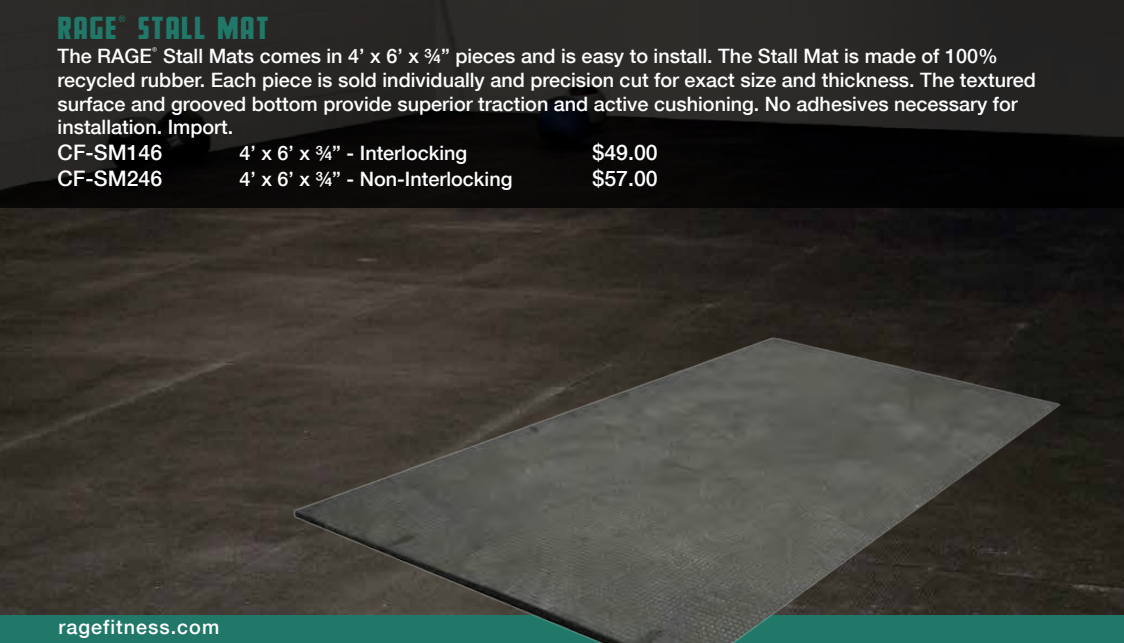 RAGE® STALL MAT
The RAGE® Stall Mats comes in 4’ x 6’ x ¾” pieces and is easy to install. The Stall Mat is made of 100%
recycled rubber. Each piece is sold individually and precision cut for exact size and thickness. The textured
surface and grooved bottom provide superior traction and active cushioning. No adhesives necessary for
installation. Import.
CF-SM146 4’ x 6’ x ¾” - Interlocking $49.00
CF-SM246 4’ x 6’ x ¾” - Non-Interlocking $57.00
ragefitness.com